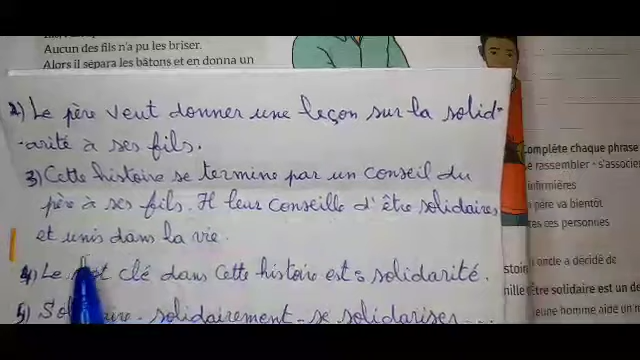 Aucun des fils n'a pu les briser.
Alors il sépara les bâtons et en donna un
2) Le père veut donner une leçon sur la solid-
-arité à ses fils.
3) Cette histoire se termine par un conseil du
père à ses fils. Il leur conseille d'être solidaires
et unis dans la vie.
4) Le clé dans cette histoire est : solidarité.
5) solidairement - se solidariser....
omplète chaque phrase
e rassembler - s'associe
infirmières
père va bientôt
res ces personnes
oncle a décidé de
être solidaire est un de
jeune homme aide un